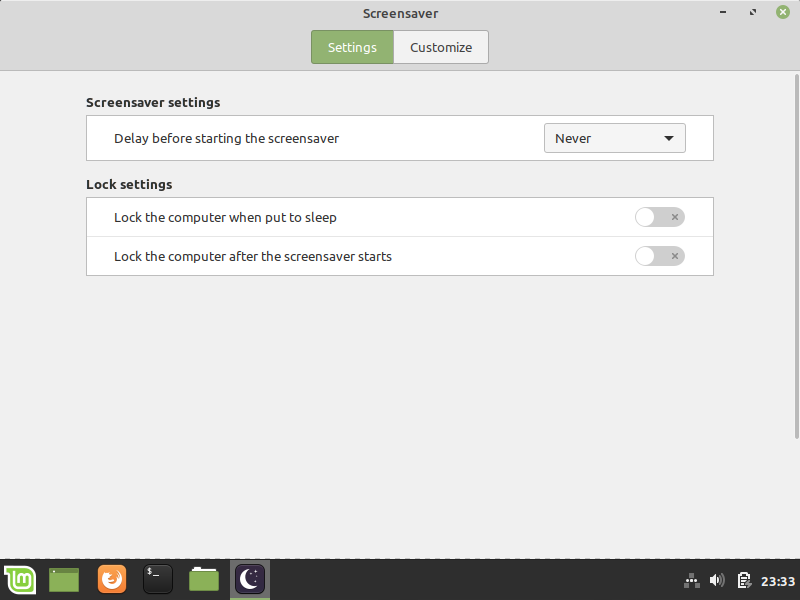 Screensaver
Settings Customize
Screensaver settings
Delay before starting the screensaver Never
Lock settings
Lock the computer when put to sleep
Lock the computer after the screensaver starts
$_
23:33